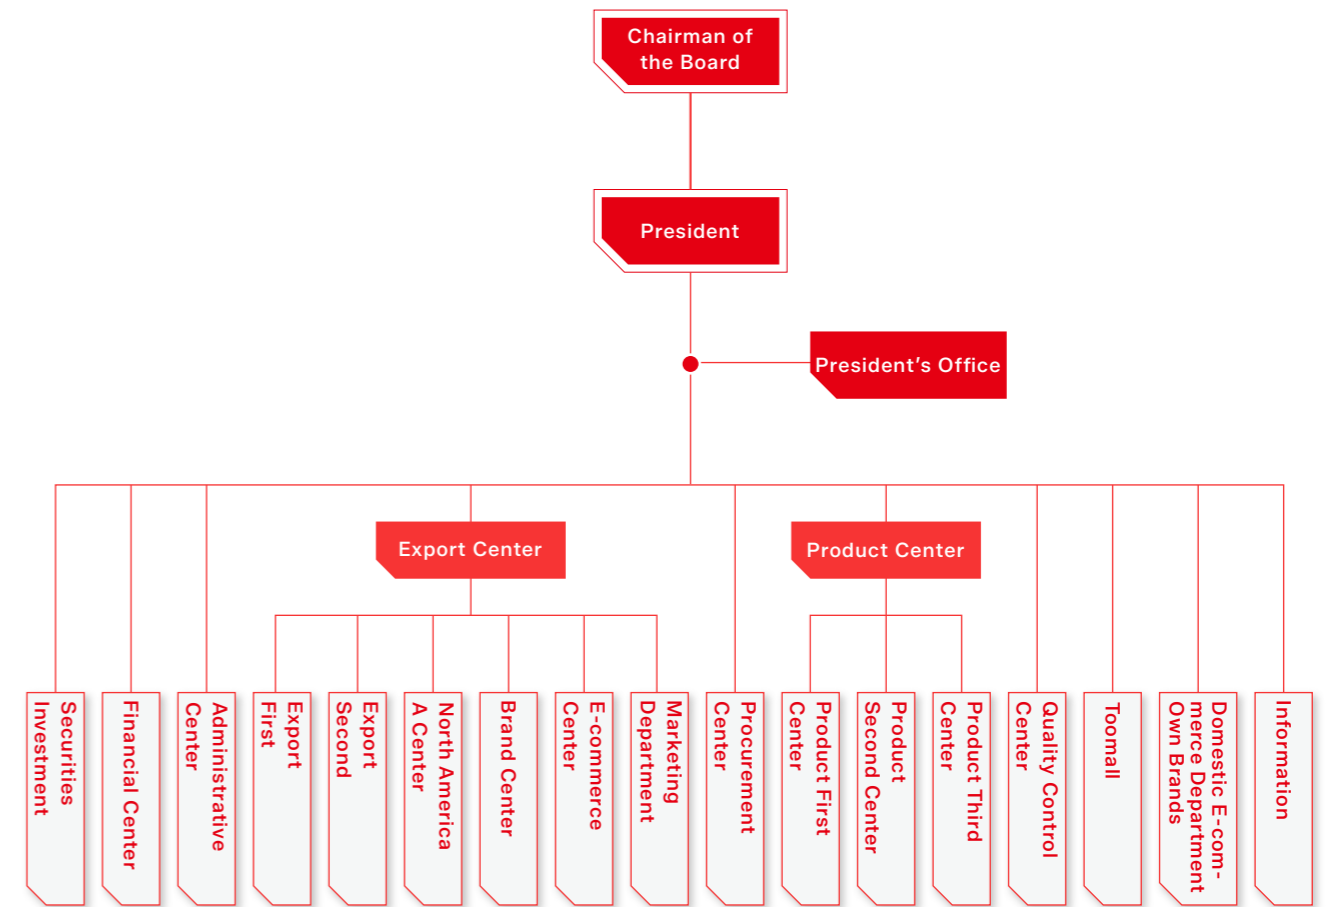 Chairman of
the Board
President
President's Office
Export Center
Product Center
Securities
Investment
Financial Center
Administrative
Center
Export
First
Export
Second
North America
A Center
Brand Center
E-commerce
Center
Marketing
Department
Procurement
Center
Product First
Center
Product
Second Center
Product Third
Center
Quality Control
Center
Toomall
Domestic E-com-
merce Department
Own Brands
Information